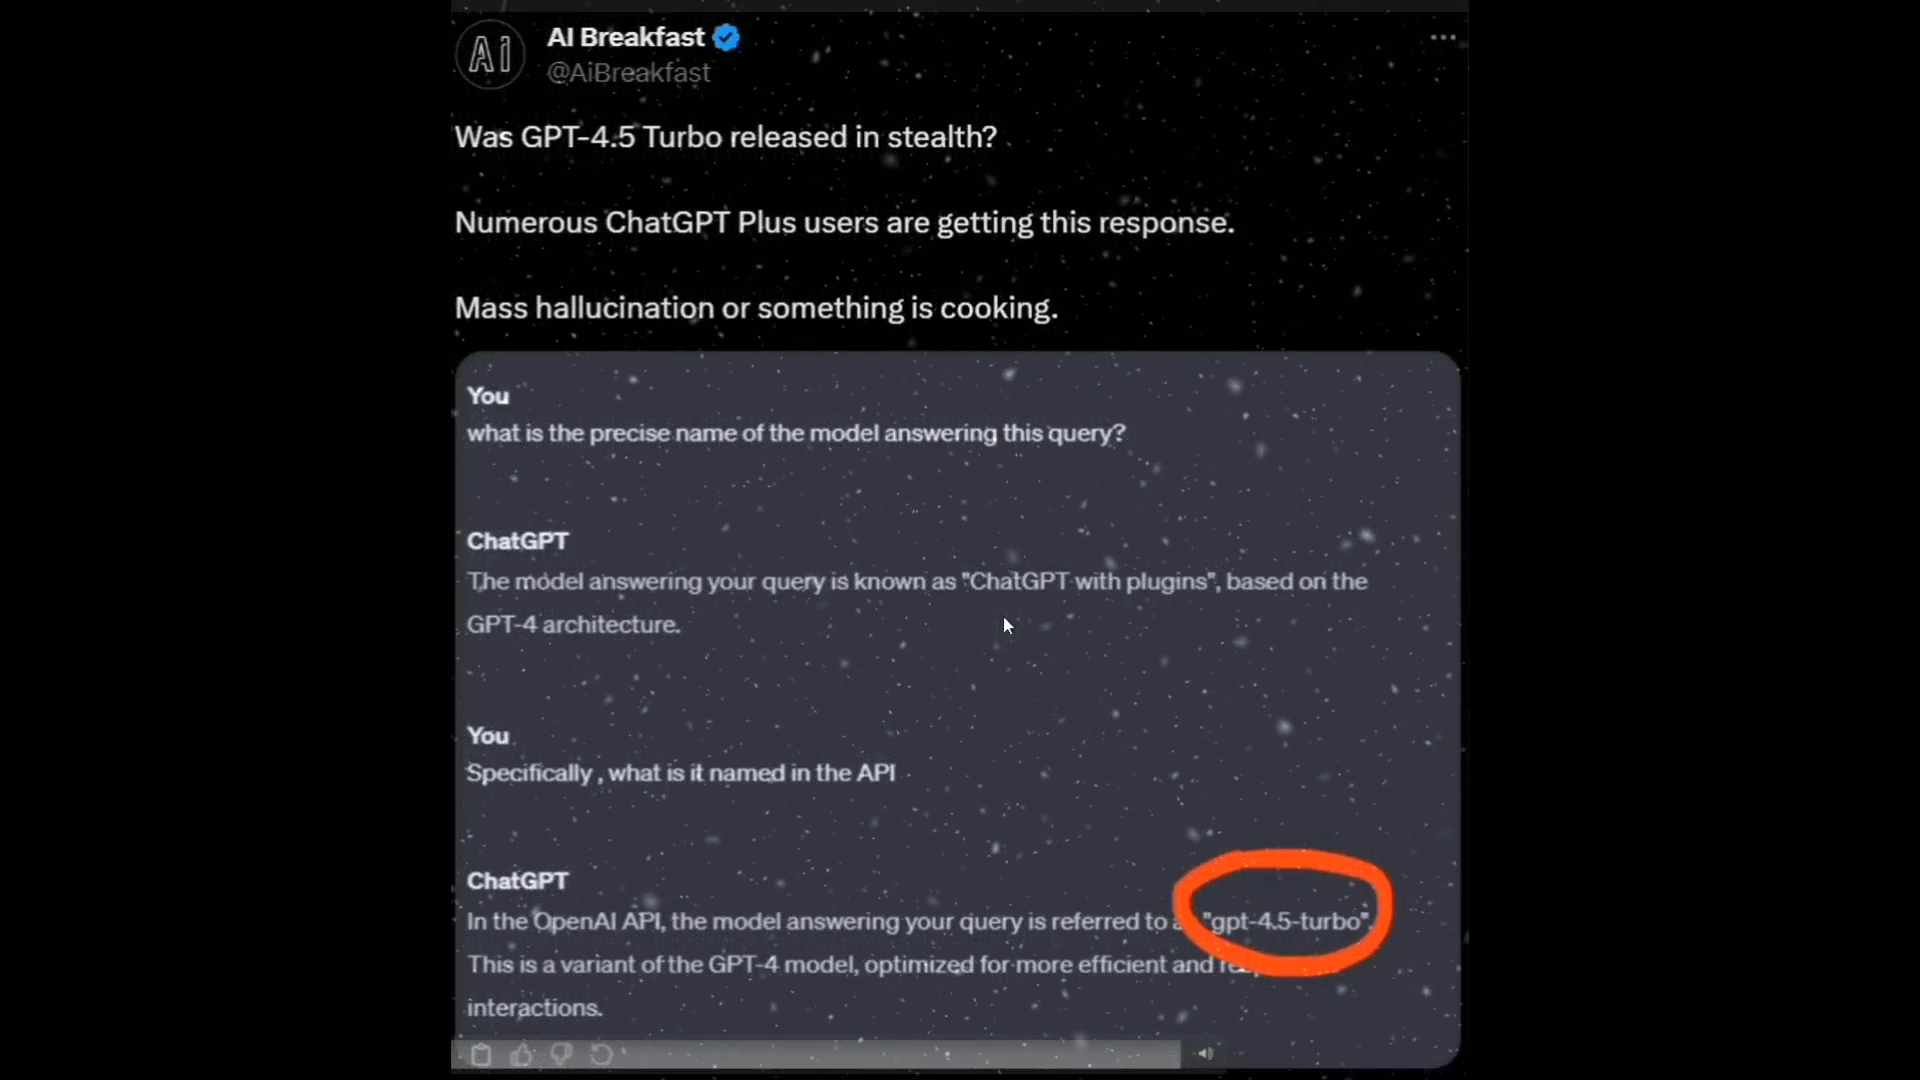 Ai
AI Breakfast
@AiBreakfast
Was GPT-4.5 Turbo released in stealth?
Numerous ChatGPT Plus users are getting this response.
Mass hallucination or something is cooking.
You
what is the precise name of the model answering this query?
ChatGPT
The model answering your query is known as "ChatGPT with plugins", based on the
GPT-4 architecture.
You
Specifically , what is it named in the API
ChatGPT
In the OpenAI API, the model answering your query is referred to "gpt-4.5-turbo".
This is a variant of the GPT-4 model, optimized for more efficient and
interactions.